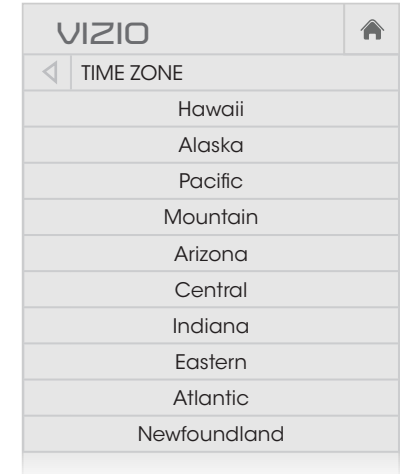 VIZIO
TIME ZONE
Hawaii
Alaska
Pacific
Mountain
Arizona
Central
Indiana
Eastern
Atlantic
Newfoundland